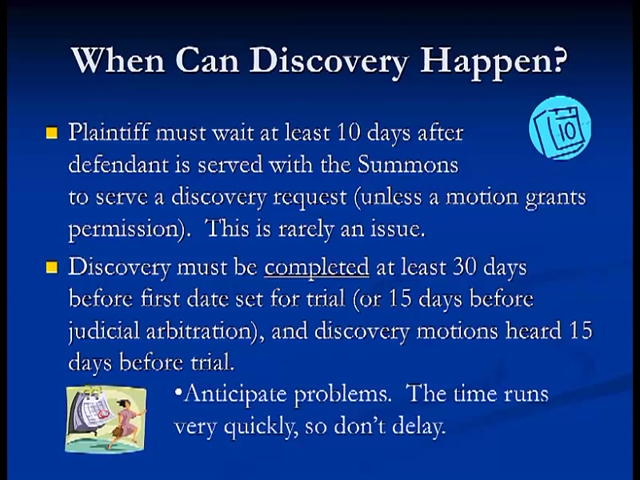 When Can Discovery Happen?
Plaintiff must wait at least 10 days after
defendant is served with the Summons
to serve a discovery request (unless a motion grants
permission).  This is rarely an issue.
10
Discovery must be completed at least 30 days
before first date set for trial (or 15 days before
judicial arbitration), and discovery motions heard 15
days before trial.
•Anticipate problems.  The time runs
very quickly, so don't delay.